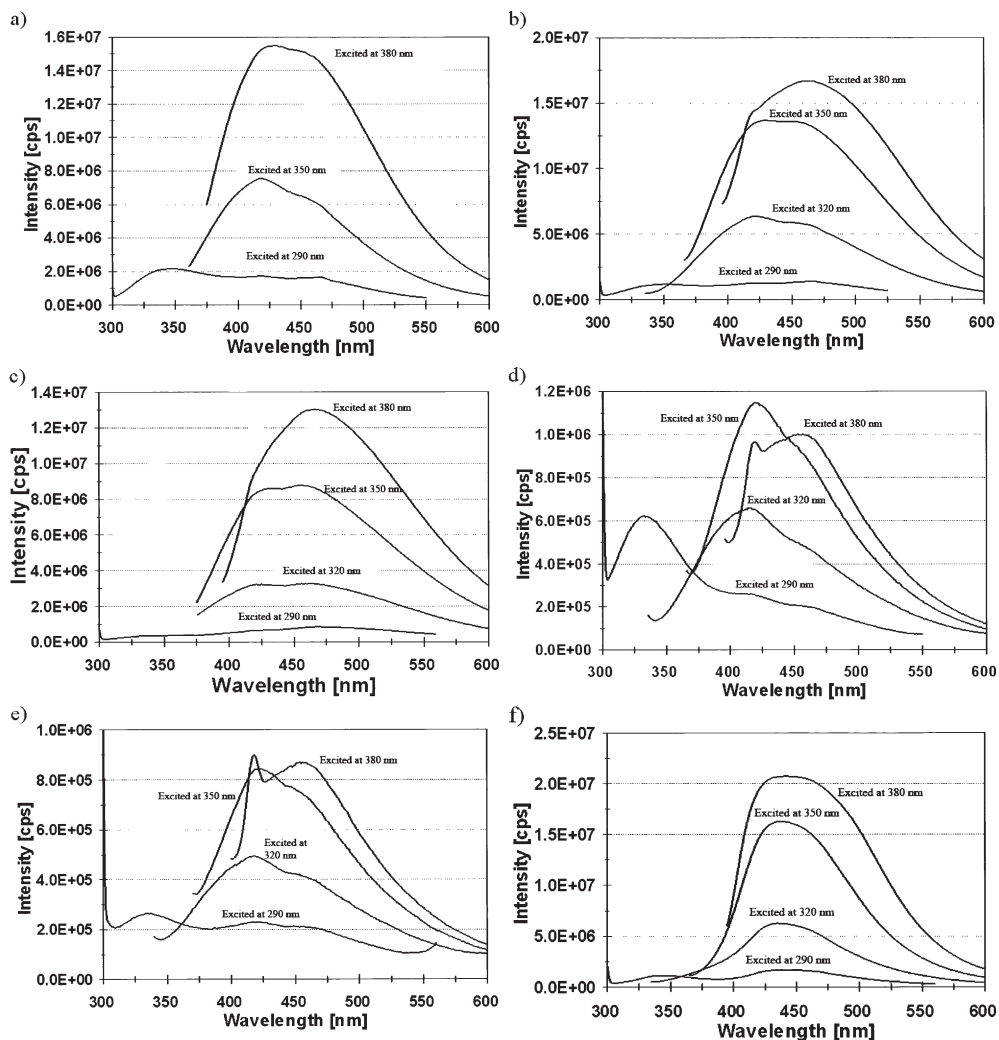 a)
Intensity [cps]
1.6E+07
1.4E+07
1.2E+07
1.0E+07
8.0E+06
6.0E+06
4.0E+06
2.0E+06
0.0E+00
Excited at 380 nm
Excited at 350 nm
Excited at 290 nm
300 350 400 450 500 550 600
Wavelength [nm]
b)
Intensity [cps]
2.0E+07
1.5E+07
1.0E+07
5.0E+06
0.0E+00
Excited at 380 nm
Excited at 350 nm
Excited at 320 nm
Excited at 290 nm
300 350 400 450 500 550 600
Wavelength [nm]
c)
Intensity [cps]
1.4E+07
1.2E+07
1.0E+07
8.0E+06
6.0E+06
4.0E+06
2.0E+06
0.0E+00
Excited at 380 nm
Excited at 350 nm
Excited at 320 nm
Excited at 290 nm
300 350 400 450 500 550 600
Wavelength [nm]
d)
Intensity [cps]
1.2E+06
1.0E+06
8.0E+05
6.0E+05
4.0E+05
2.0E+05
0.0E+00
Excited at 350 nm
Excited at 380 nm
Excited at 320 nm
Excited at 290 nm
300 350 400 450 500 550 600
Wavelength [nm]
e)
Intensity [cps]
1.0E+06
8.0E+05
6.0E+05
4.0E+05
2.0E+05
0.0E+00
Excited at 380 nm
Excited at 350 nm
Excited at
320 nm
Excited at 290 nm
300 350 400 450 500 550 600
Wavelength [nm]
f)
Intensity [cps]
2.5E+07
2.0E+07
1.5E+07
1.0E+07
5.0E+06
0.0E+00
Excited at 380 nm
Excited at 350 nm
Excited at 320 nm
Excited at 290 nm
300 350 400 450 500 550 600
Wavelength [nm]